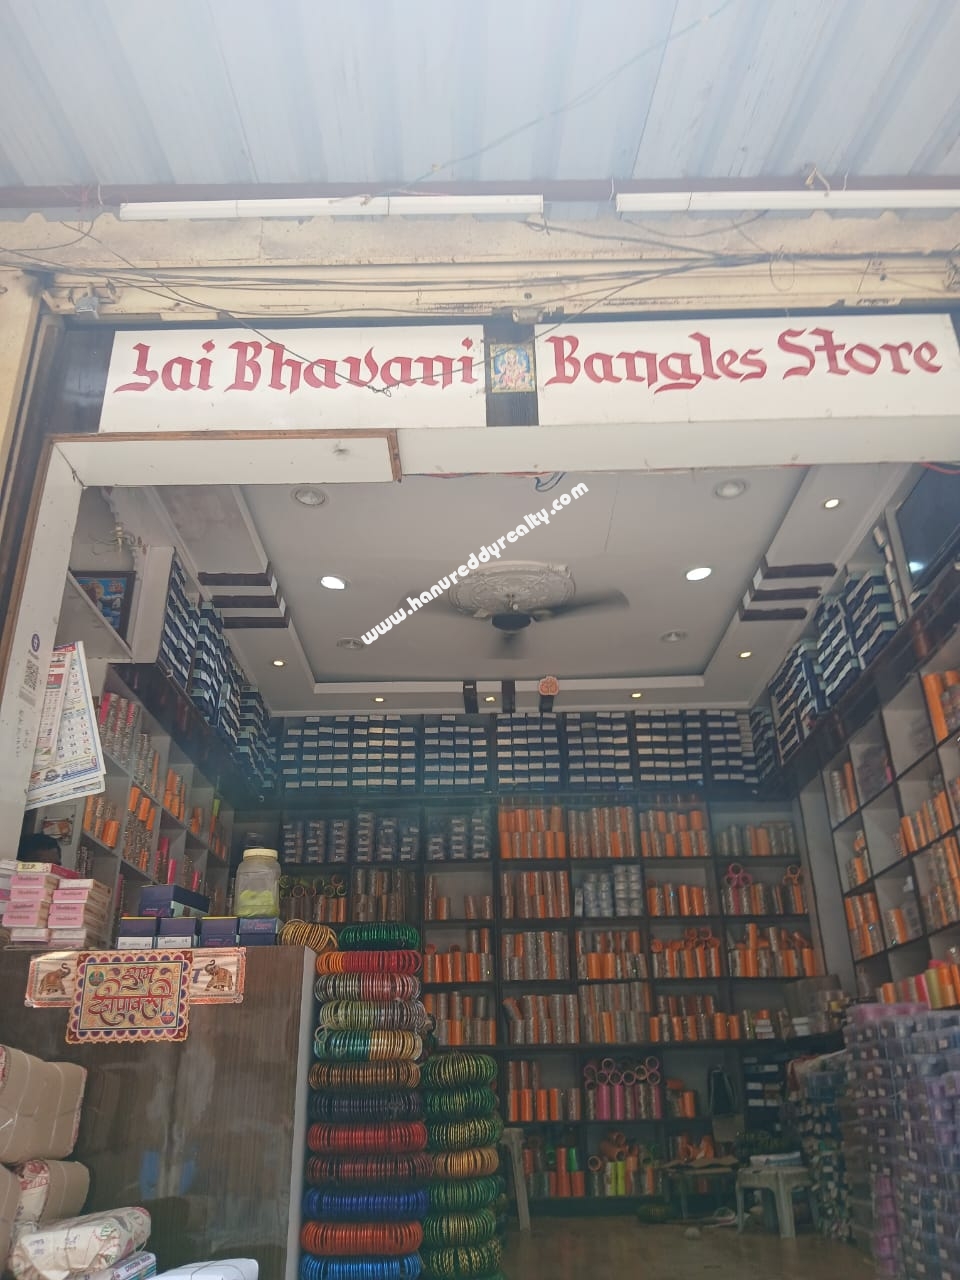 Jai Bhavani Bangles Store
www.hanureddyrealty.com
शुभ
दीपावली